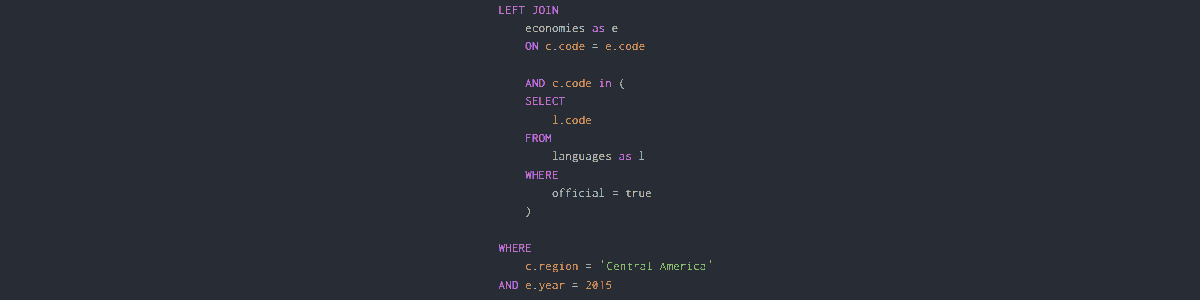 LEFT JOIN
economies as e
ON c.code = e.code
AND c.code in (
SELECT
l.code
FROM
languages as l
WHERE
official = true
)
WHERE
c.region = 'Central America'
AND e.year = 2015